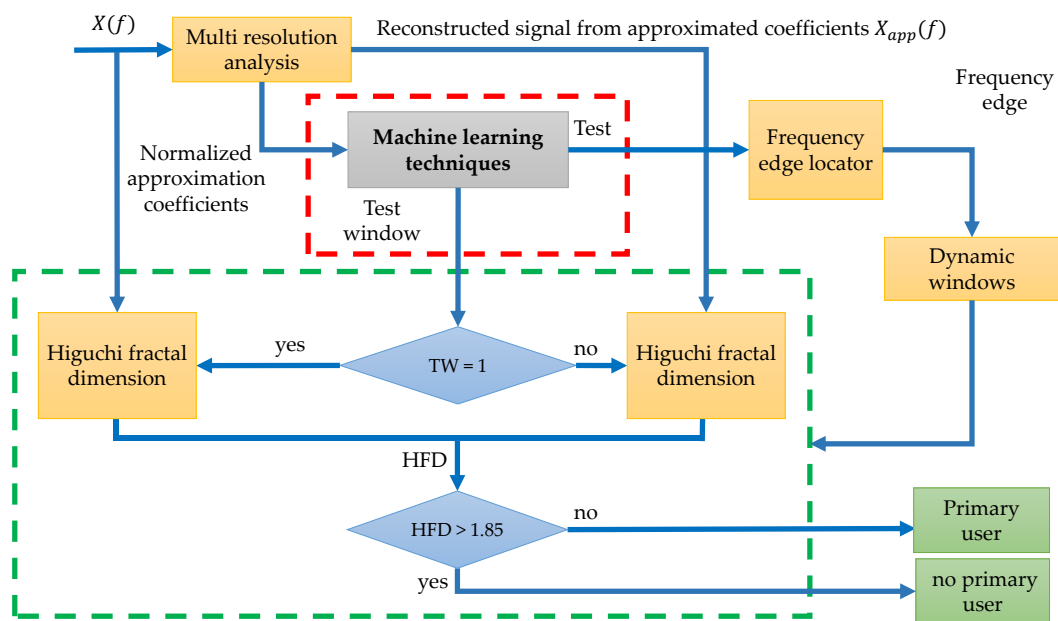 X(f)
Multi resolution
analysis
Reconstructed signal from approximated coefficients X_app(f)
Frequency
edge
Machine learning
techniques
Test
Frequency
edge locator
Normalized
approximation
coefficients
Test
window
Dynamic
windows
Higuchi fractal
dimension
yes
TW = 1
no
Higuchi fractal
dimension
HFD
HFD > 1.85
no
Primary
user
yes
no primary
user